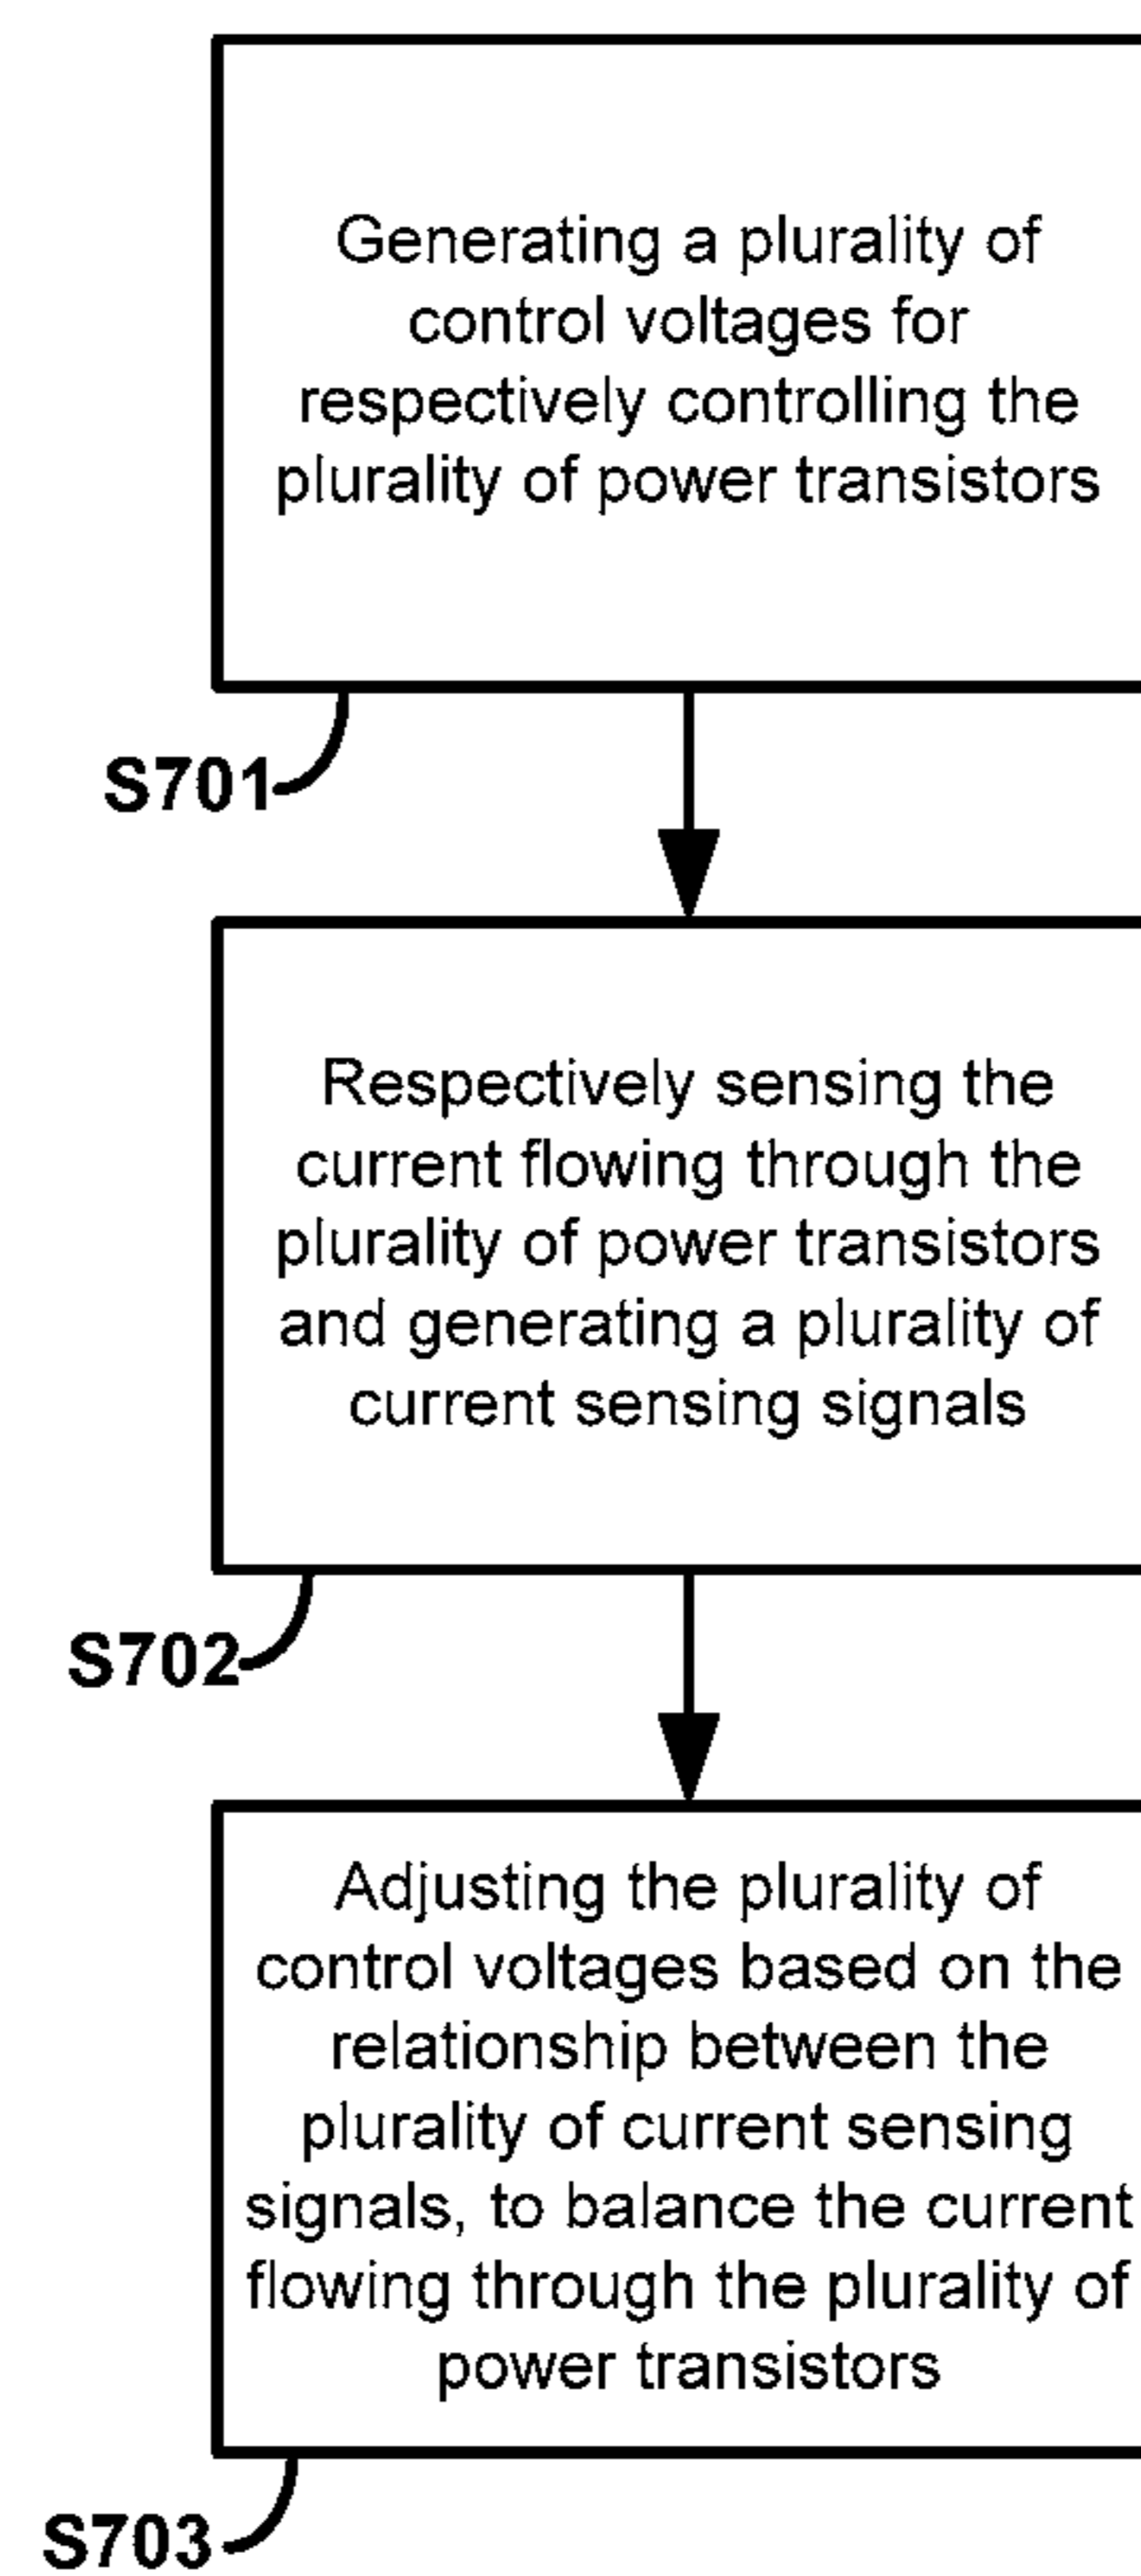 Generating a plurality of
control voltages for
respectively controlling the
plurality of power transistors
S701
Respectively sensing the
current flowing through the
plurality of power transistors
and generating a plurality of
current sensing signals
S702
Adjusting the plurality of
control voltages based on the
relationship between the
plurality of current sensing
signals, to balance the current
flowing through the plurality of
power transistors
S703